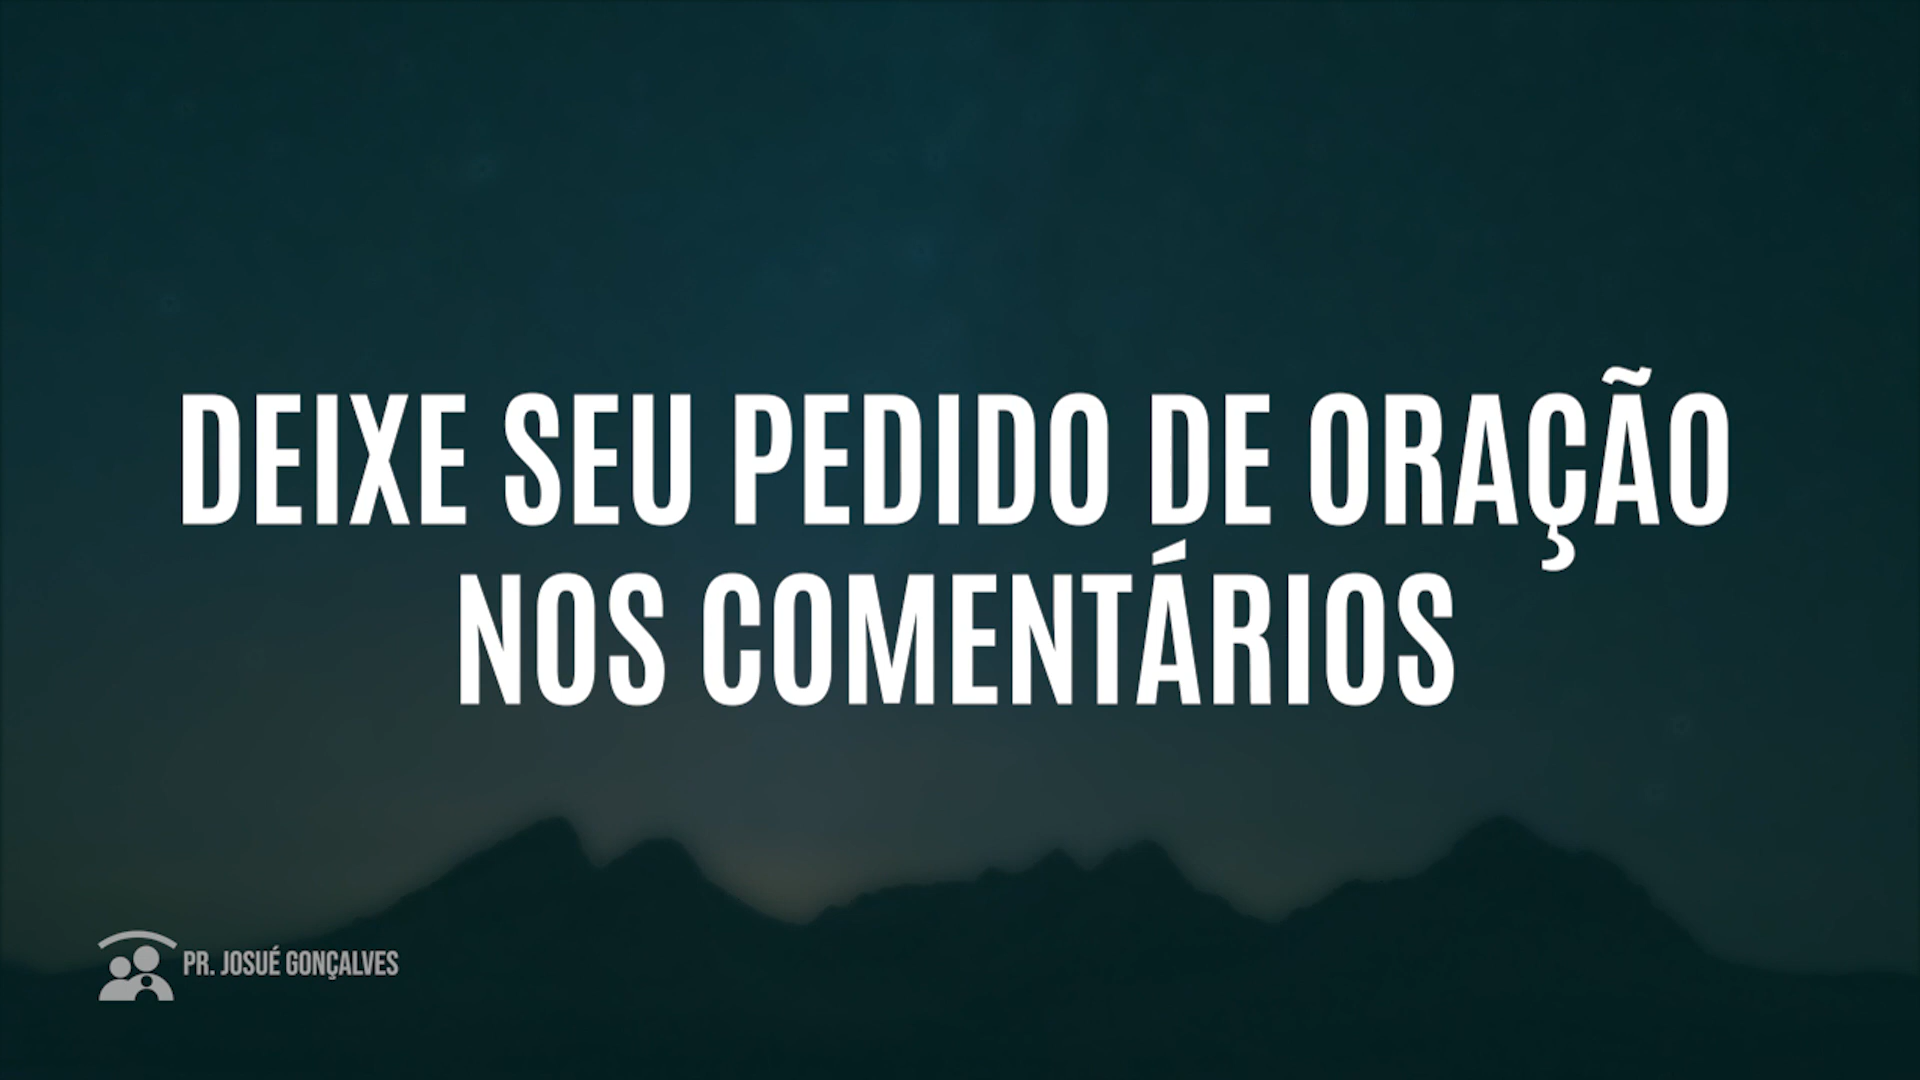 DEIXE SEU PEDIDO DE ORAÇÃO
NOS COMENTÁRIOS
PR. JOSUÉ GONÇALVES